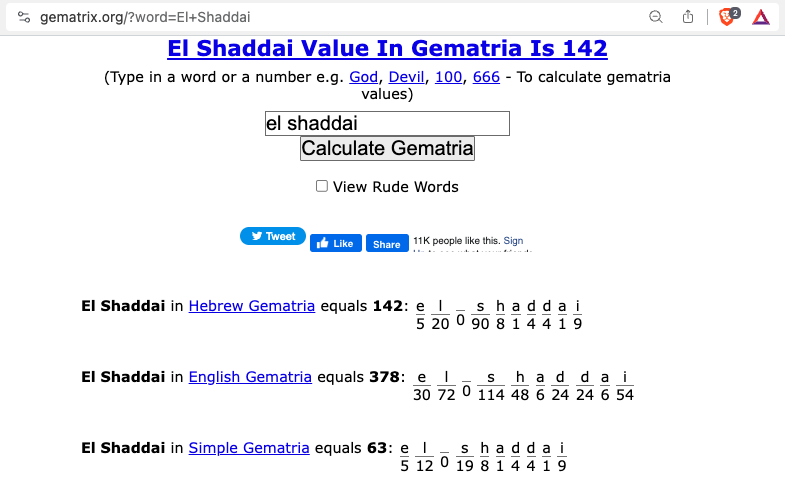 gematrix.org/?word=El+Shaddai
2
El Shaddai Value In Gematria Is 142
(Type in a word or a number e.g. God, Devil, 100, 666 - To calculate gematria
values)
el shaddai
Calculate Gematria
View Rude Words
Tweet Like Share 11K people like this. Sign
El Shaddai in Hebrew Gematria equals 142: e l _ s h a d d a i
5 20 0 90 8 1 4 4 1 9
El Shaddai in English Gematria equals 378: e l _ s h a d d a i
30 72 0 114 48 6 24 24 6 54
El Shaddai in Simple Gematria equals 63: e l _ s h a d d a i
5 12 0 19 8 1 4 4 1 9